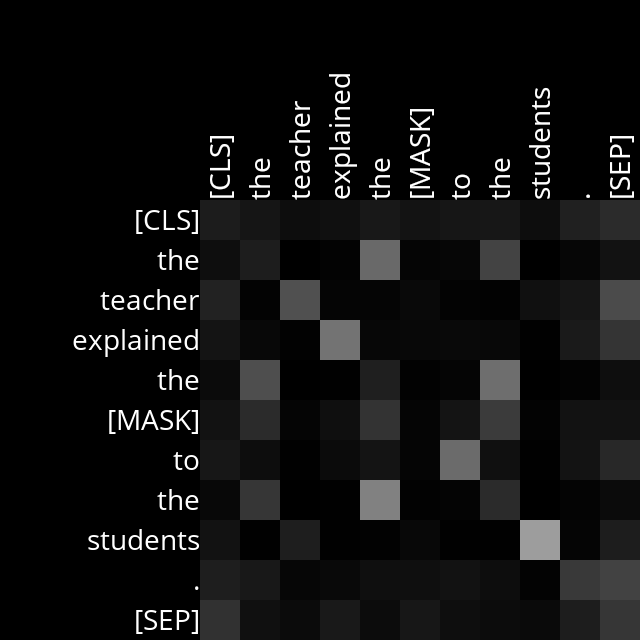 [CLS] the teacher explained the [MASK] to the students . [SEP]
[CLS]
the
teacher
explained
the
[MASK]
to
the
students
.
[SEP]